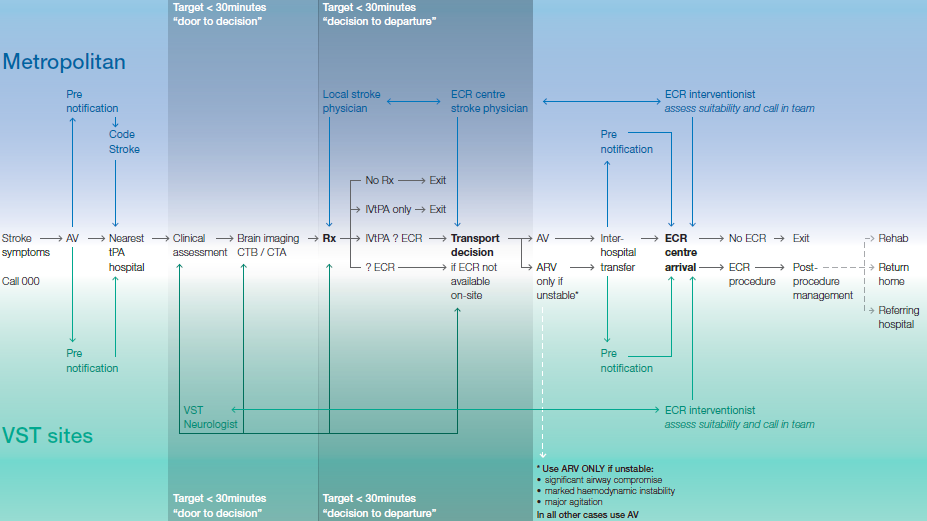 Target < 30minutes
“door to decision”
Target < 30minutes
“decision to departure”
Metropolitan
Pre
notification
Code
Stroke
Local stroke
physician
ECR centre
stroke physician
ECR interventionist
assess suitability and call in team
Pre
notification
No Rx
Exit
IVtPA only
Exit
Stroke
symptoms
Call 000
AV
Nearest
tPA
hospital
Clinical
assessment
Brain imaging
CTB / CTA
Rx
IVtPA ? ECR
? ECR
Transport
decision
if ECR not
available
on-site
AV
ARV
only if
unstable*
Inter-
hospital
transfer
ECR
centre
arrival
No ECR
Exit
ECR
procedure
Post-
procedure
management
Rehab
Return
home
Referring
hospital
Pre
notification
Pre
notification
VST
Neurologist
ECR interventionist
assess suitability and call in team
VST sites
* Use ARV ONLY if unstable:
• significant airway compromise
• marked haemodynamic instability
• major agitation
In all other cases use AV
Target < 30minutes
“door to decision”
Target < 30minutes
“decision to departure”